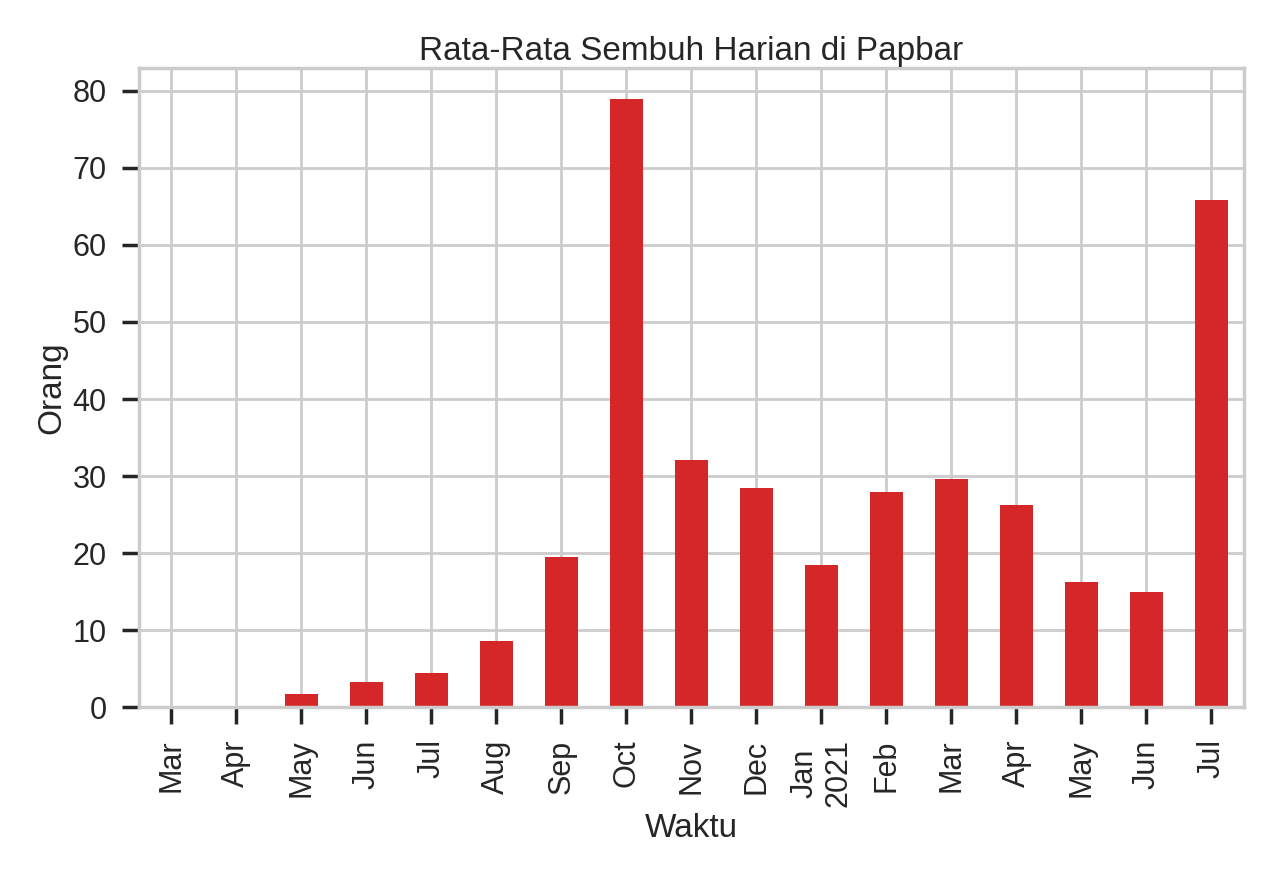 Rata-Rata Sembuh Harian di Papbar
80
70
60
50
40
30
20
10
0
Orang
Mar
Apr
May
Jun
Jul
Aug
Sep
Oct
Nov
Dec
Jan
2021
Feb
Mar
Apr
May
Jun
Jul
Waktu